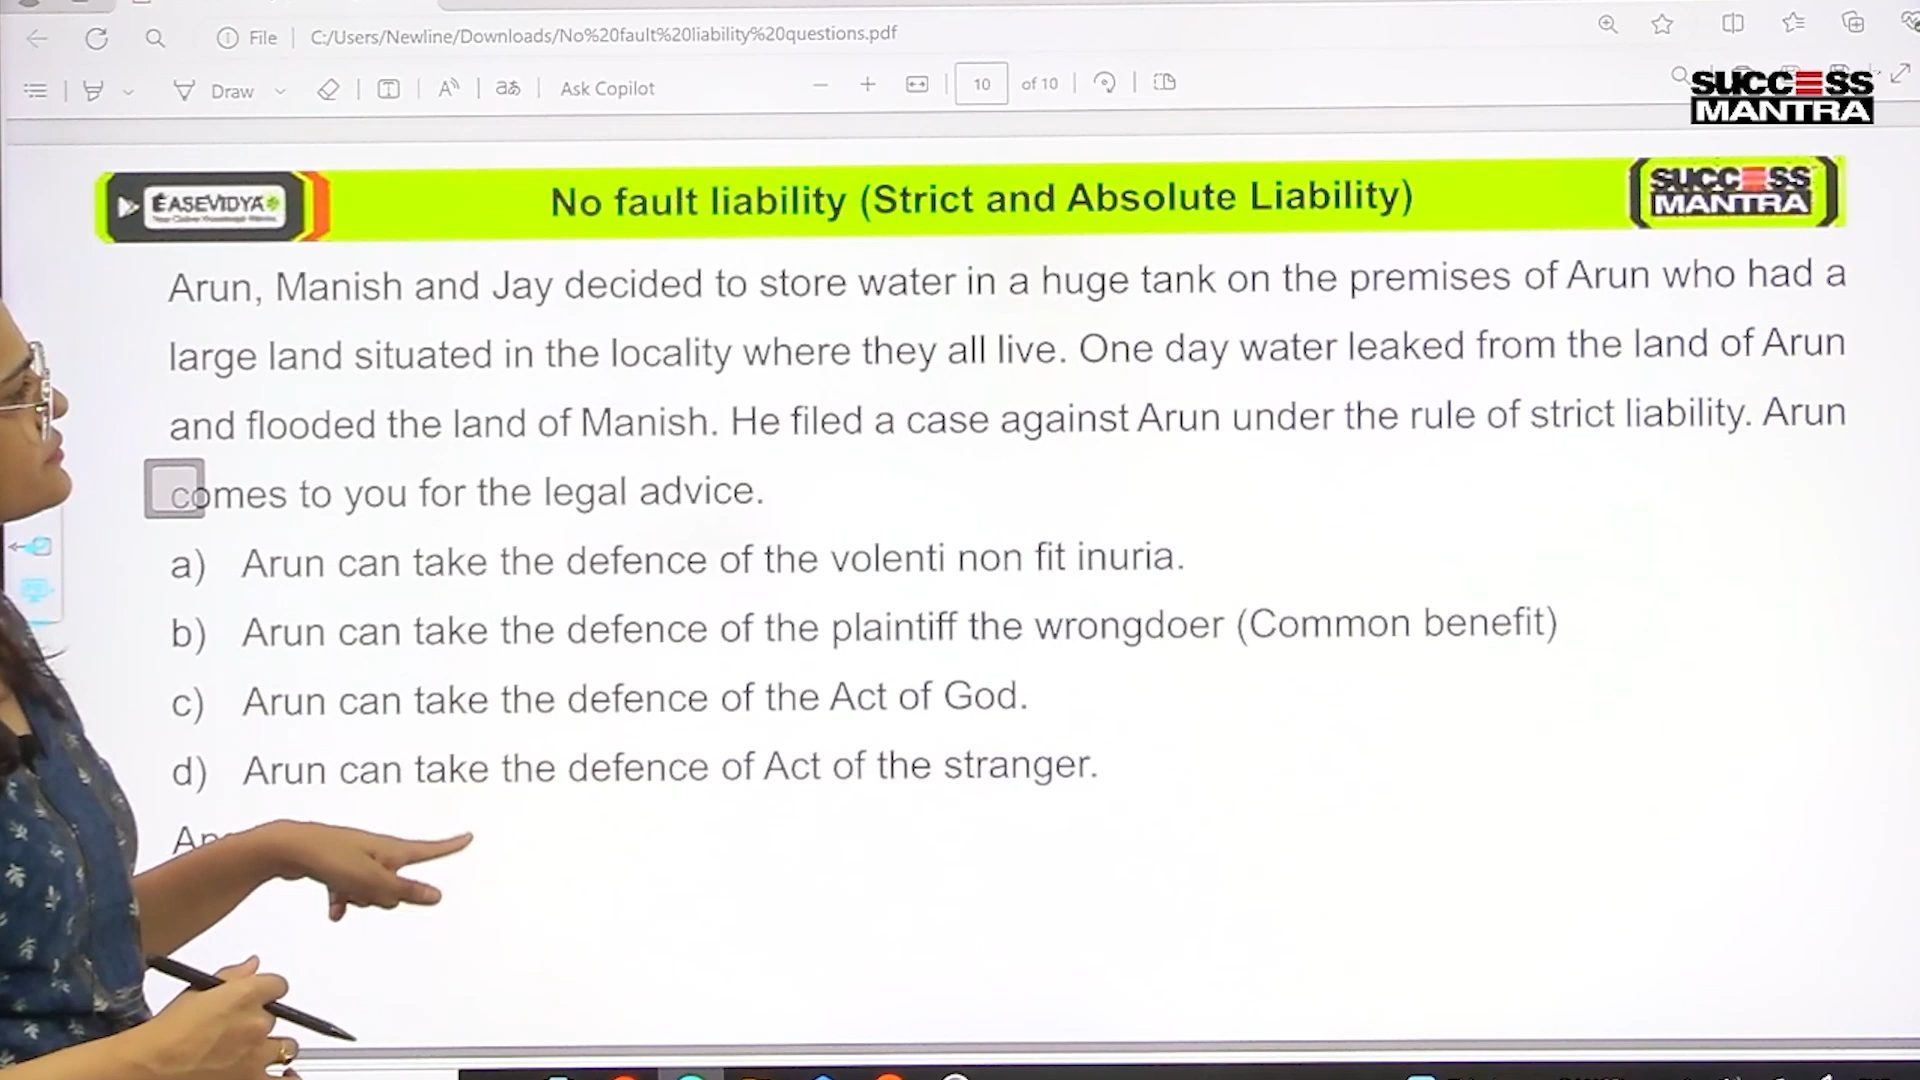 File
C:/Users/Newline/Downloads/No%20fault%20liability%20questions.pdf
Draw
aあ
Ask Copilot
10
of 10
SUCCESS
MANTRA
EASEVIDYA
No fault liability (Strict and Absolute Liability)
SUCCESS
MANTRA
Arun, Manish and Jay decided to store water in a huge tank on the premises of Arun who had a
large land situated in the locality where they all live. One day water leaked from the land of Arun
and flooded the land of Manish. He filed a case against Arun under the rule of strict liability. Arun
comes to you for the legal advice.
a) Arun can take the defence of the volenti non fit inuria.
b) Arun can take the defence of the plaintiff the wrongdoer (Common benefit)
c) Arun can take the defence of the Act of God.
d) Arun can take the defence of Act of the stranger.